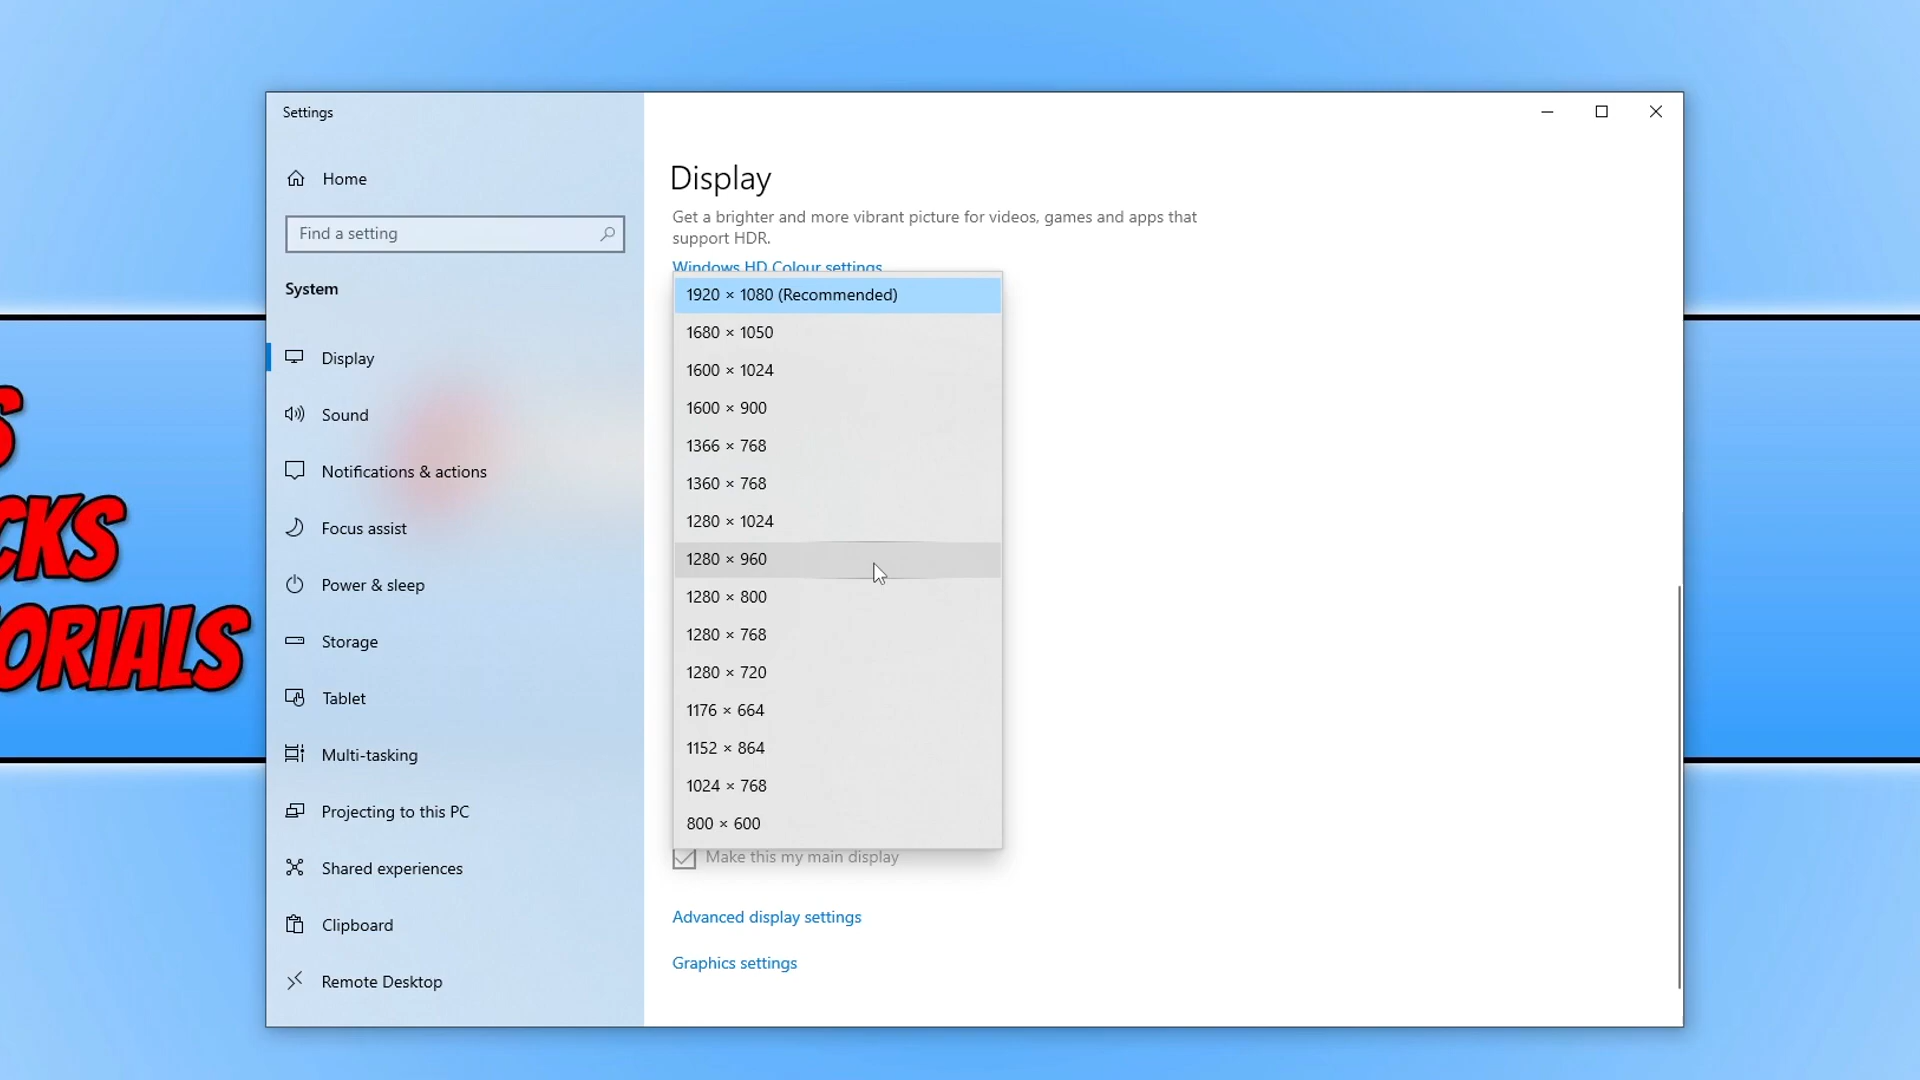 Settings
Home
Find a setting
System
Display
Sound
Notifications & actions
Focus assist
Power & sleep
Storage
Tablet
Multi-tasking
Projecting to this PC
Shared experiences
Clipboard
Remote Desktop
Display
Get a brighter and more vibrant picture for videos, games and apps that
support HDR.
Windows HD Colour settings
1920 × 1080 (Recommended)
1680 × 1050
1600 × 1024
1600 × 900
1366 × 768
1360 × 768
1280 × 1024
1280 × 960
1280 × 800
1280 × 768
1280 × 720
1176 × 664
1152 × 864
1024 × 768
800 × 600
Make this my main display
Advanced display settings
Graphics settings
S
CKS
ORIALS